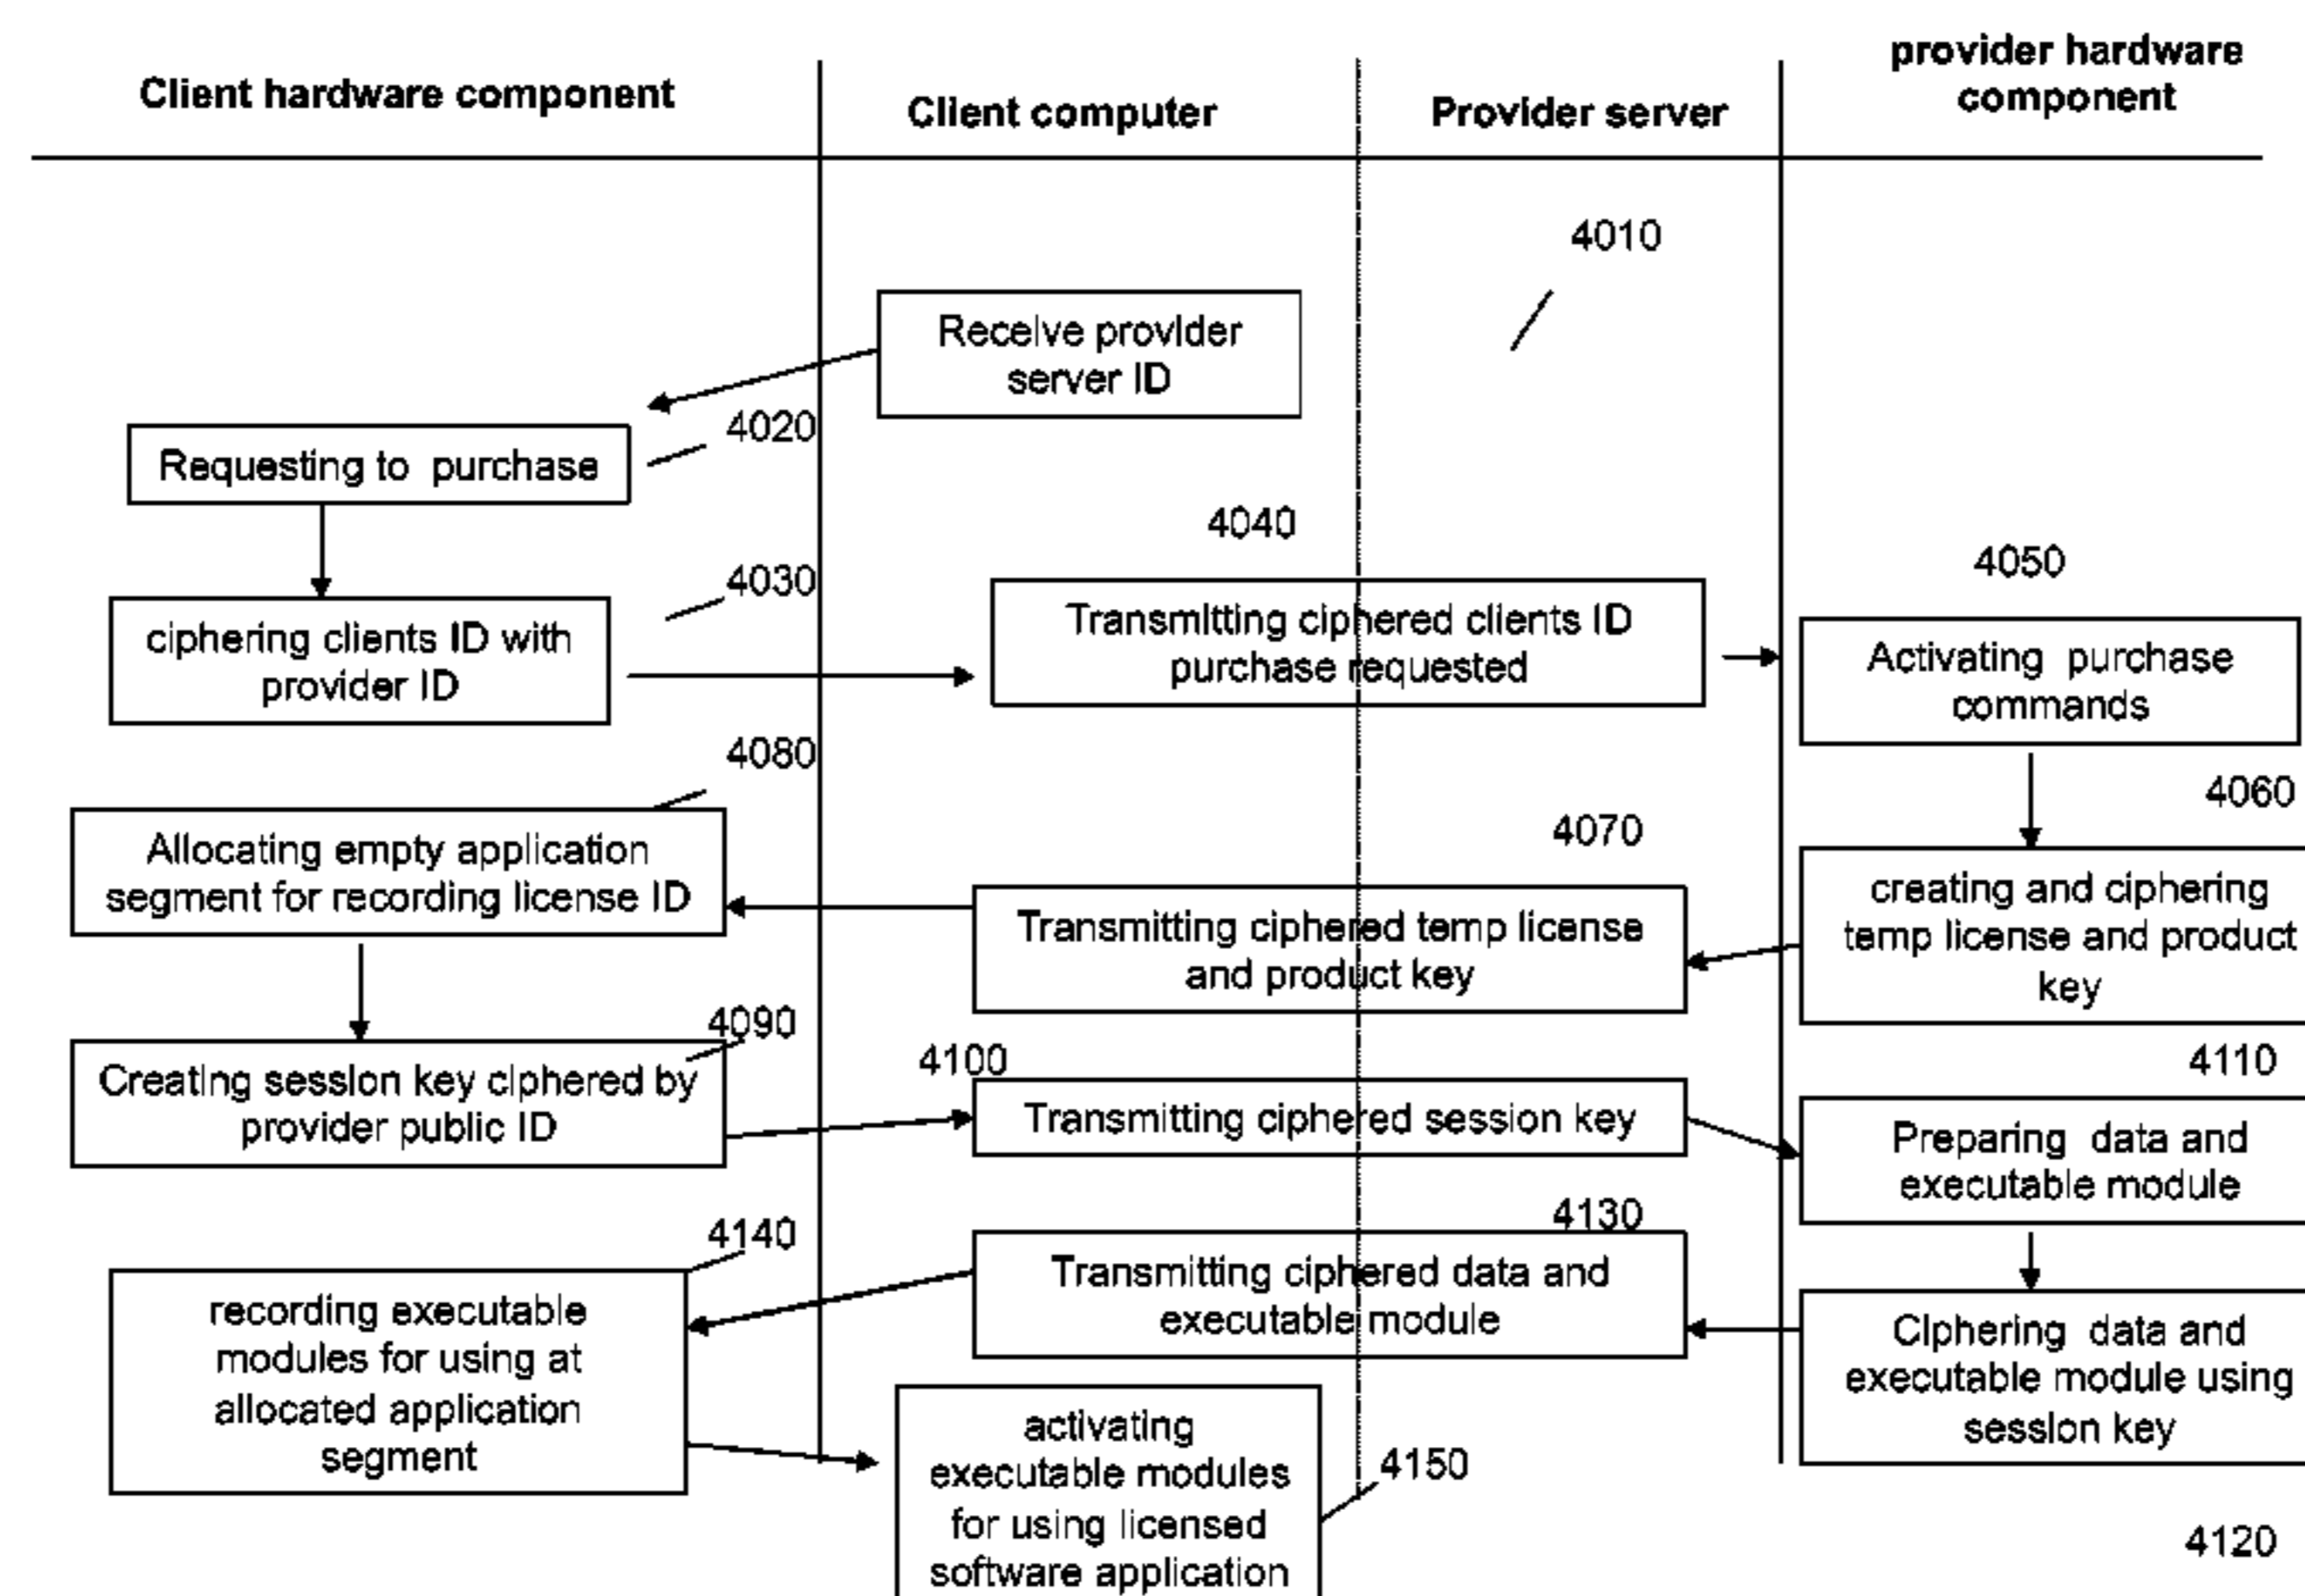 Client hardware component
Client computer
Provider server
provider hardware
component
4010
Receive provider
server ID
4020
Requesting to purchase
4040
4030
ciphering clients ID with
provider ID
Transmitting ciphered clients ID
purchase requested
4050
Activating purchase
commands
4080
Allocating empty application
segment for recording license ID
4070
Transmitting ciphered temp license
and product key
4060
creating and ciphering
temp license and product
key
4090
Creating session key ciphered by
provider public ID
4100
Transmitting ciphered session key
4110
Preparing data and
executable module
4140
recording executable
modules for using at
allocated application
segment
4130
Transmitting ciphered data and
executable module
Ciphering data and
executable module using
session key
activating
executable modules
for using licensed
software application
4150
4120